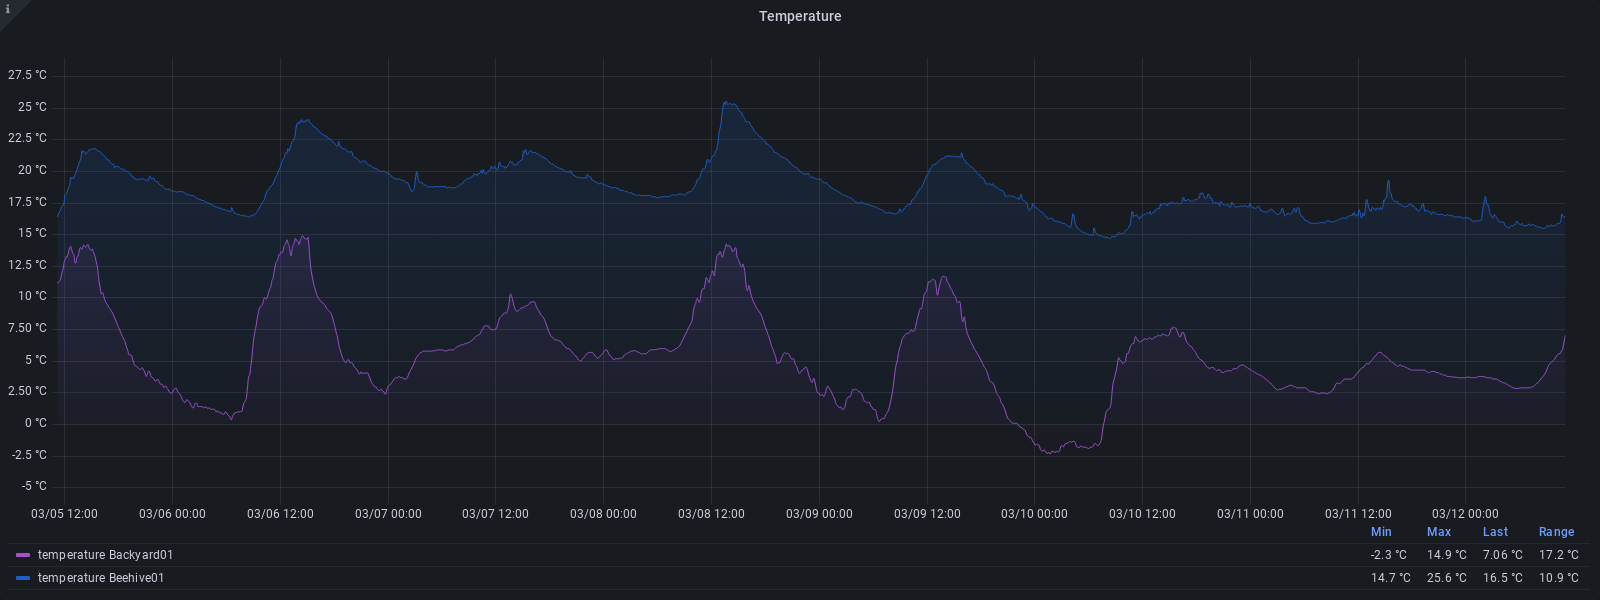 i
Temperature
27.5 °C
25 °C
22.5 °C
20 °C
17.5 °C
15 °C
12.5 °C
10 °C
7.50 °C
5 °C
2.50 °C
0 °C
-2.5 °C
-5 °C
03/05 12:00 03/06 00:00 03/06 12:00 03/07 00:00 03/07 12:00 03/08 00:00 03/08 12:00 03/09 00:00 03/09 12:00 03/10 00:00 03/10 12:00 03/11 00:00 03/11 12:00 03/12 00:00
Min Max Last Range
temperature Backyard01 -2.3 °C 14.9 °C 7.06 °C 17.2 °C
temperature Beehive01 14.7 °C 25.6 °C 16.5 °C 10.9 °C